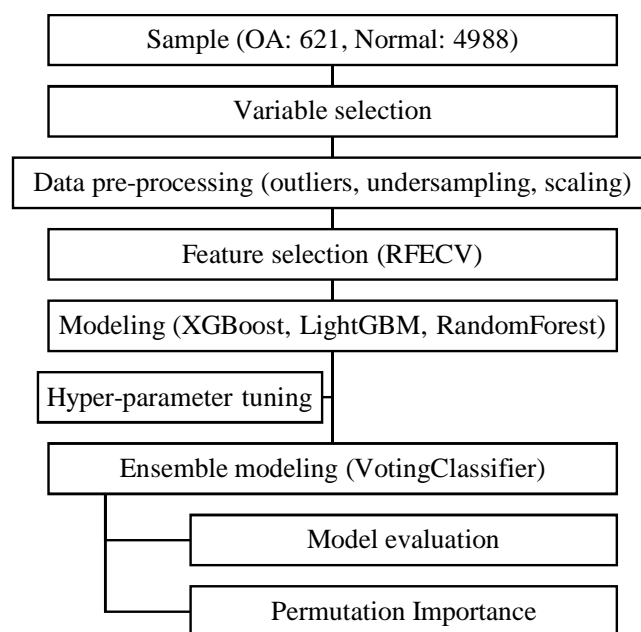 Sample (OA: 621, Normal: 4988)
Variable selection
Data pre-processing (outliers, undersampling, scaling)
Feature selection (RFECV)
Modeling (XGBoost, LightGBM, RandomForest)
Hyper-parameter tuning
Ensemble modeling (VotingClassifier)
Model evaluation
Permutation Importance